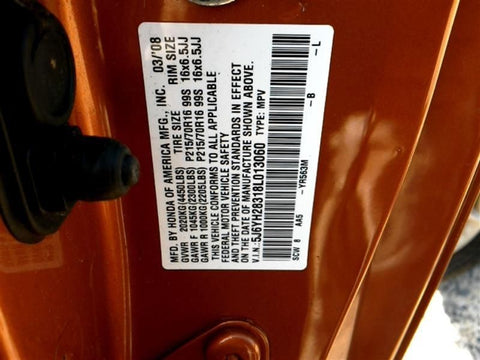 MFD. BY HONDA OF AMERICA MFG., INC. 03/'08
TIRE SIZE RIM SIZE
GVWR 2020KG(4450LBS)
GAWR F 1045KG(2300LBS) P215/70R16 99S 16x6.5JJ
GAWR R 1000KG(2205LBS) P215/70R16 99S 16x6.5JJ
THIS VEHICLE CONFORMS TO ALL APPLICABLE
FEDERAL MOTOR VEHICLE SAFETY
AND THEFT PREVENTION STANDARDS IN EFFECT
ON THE DATE OF MANUFACTURE SHOWN ABOVE.
V.I.N:5J6YH28318L013060 TYPE: MPV
SCW 8 AA5 -YR563M -B -L